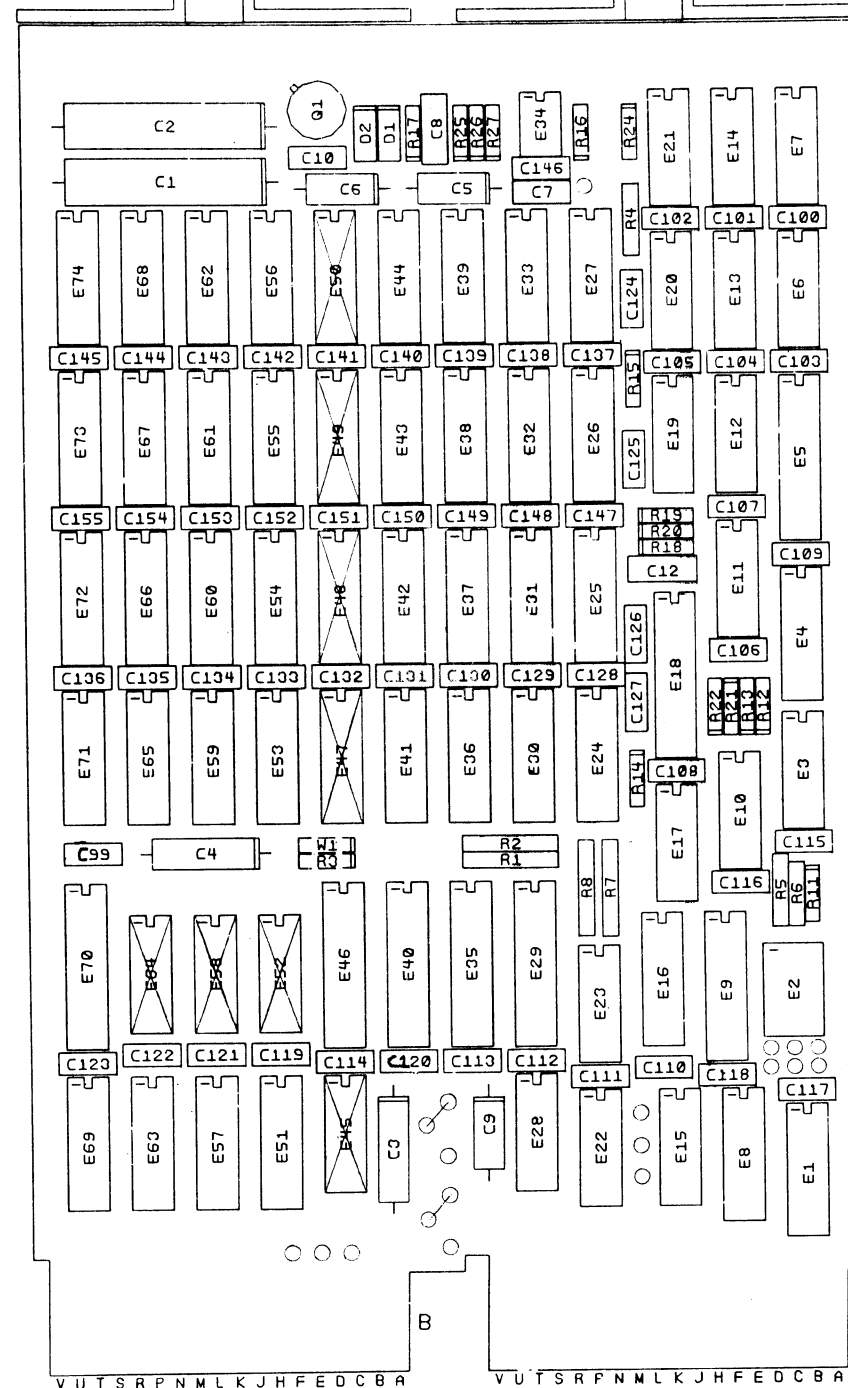 Q1
C2 D2 D1 R17 C8 R25 R26 R27 E34 R16 R24 E21 E14 E7
C10 C146
C1 C6 C5 C7
R4 C102 C101 C100
E74 E68 E62 E56 E50 E44 E39 E33 E27 C124 E20 E13 E6
C145 C144 C143 C142 C141 C140 C139 C138 C137 C105 C104 C103
R15
E73 E67 E61 E55 E49 E43 E38 E32 E26 C125 E19 E12 E5
C107
C155 C154 C153 C152 C151 C150 C149 C148 C147 R19
R20
R18
C109
C12
E72 E66 E60 E54 E48 E42 E37 E31 E25 E11 E4
C126 C106
C136 C135 C134 C133 C132 C131 C130 C129 C128 C127 E18 R22 R21 R13 R12
E71 E65 E59 E53 E47 E41 E36 E30 E24 R14 C108 E10 E3
C99 C4 W1 R2 E17 C115
R3 R1
R8 R7 C116 R5 R6 R11
E70 E64 E58 E52 E46 E40 E35 E29 E23 E16 E9 E2
C123 C122 C121 C119 C114 C120 C113 C112 C111 C110 C118 C117
E69 E63 E57 E51 E45 C3 C9 E28 E22 E15 E8 E1
B
V U T S R P N M L K J H F E D C B A V U T S R P N M L K J H F E D C B A